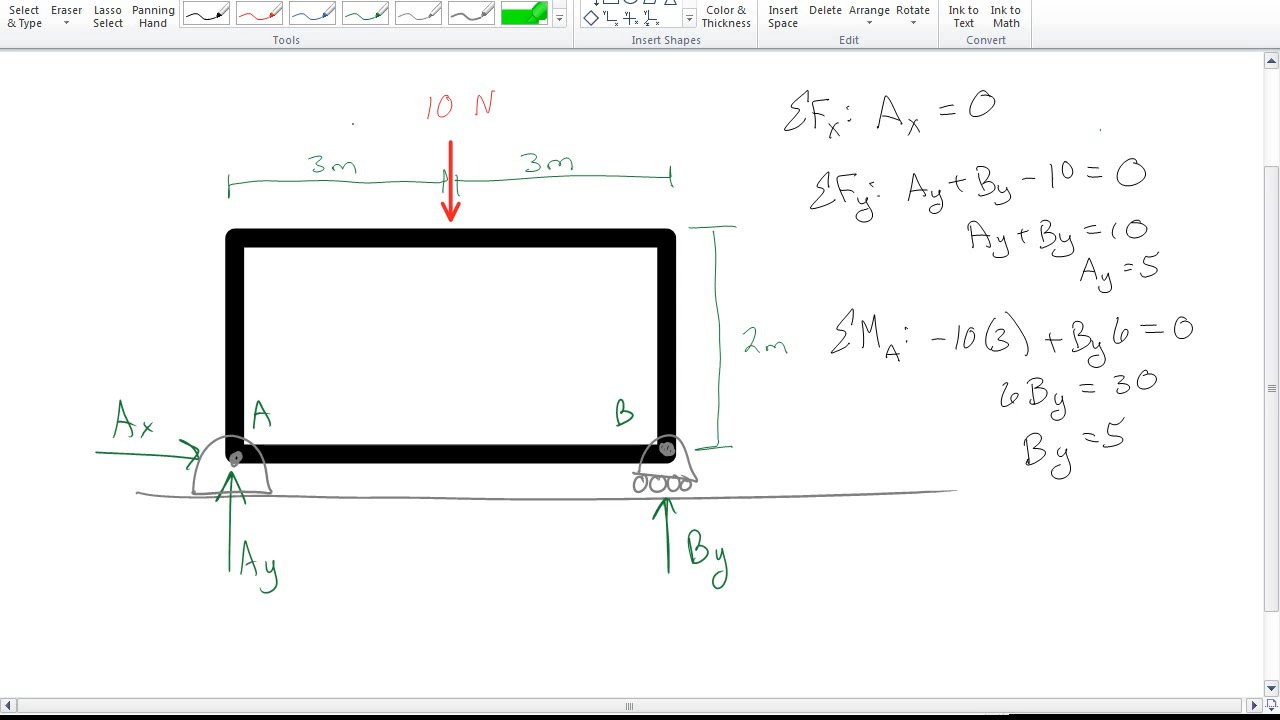 Select & Type
Eraser
Lasso Select
Panning Hand
Color & Thickness
Insert Space
Delete
Arrange
Rotate
Ink to Text
Ink to Math
Tools
Insert Shapes
Edit
Convert
10 N
3m
3m
2m
A
B
Ax
Ay
By
ΣFx: Ax = 0
ΣFy: Ay + By - 10 = 0
Ay + By = 10
Ay = 5
ΣMA: -10(3) + By6 = 0
6By = 30
By = 5